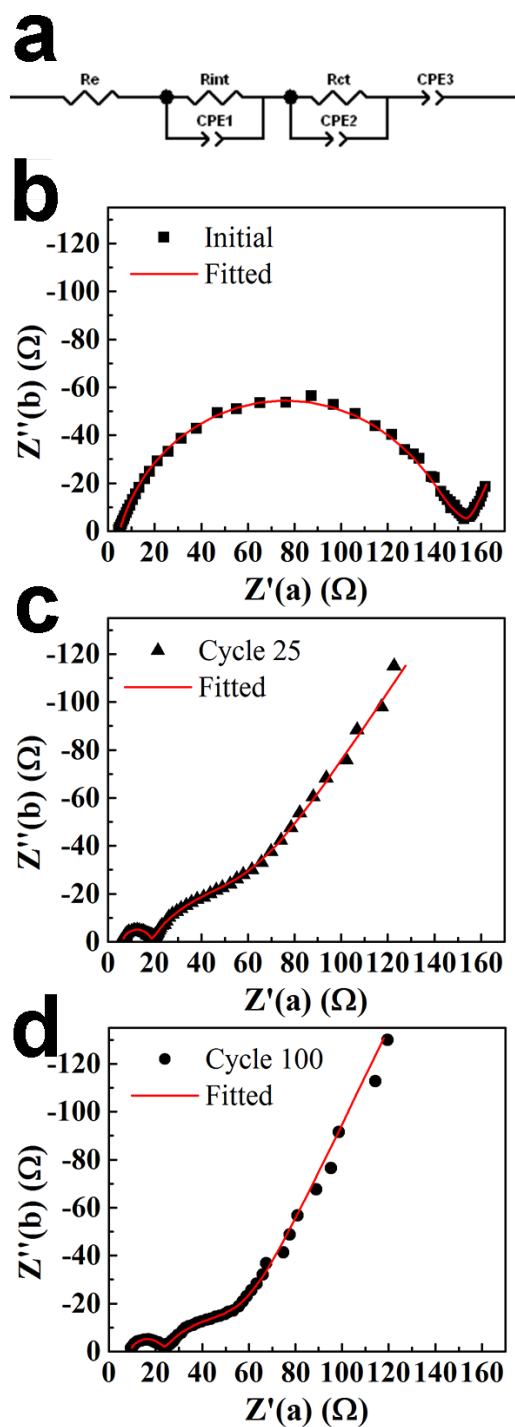 a
Re Rint Rct CPE3
CPE1 CPE2
b
Initial
Fitted
-120
-100
-80
-60
-40
-20
0
Z''(b) (Ω)
0 20 40 60 80 100 120 140 160
Z'(a) (Ω)
c
Cycle 25
Fitted
-120
-100
-80
-60
-40
-20
0
Z''(b) (Ω)
0 20 40 60 80 100 120 140 160
Z'(a) (Ω)
d
Cycle 100
Fitted
-120
-100
-80
-60
-40
-20
0
Z''(b) (Ω)
0 20 40 60 80 100 120 140 160
Z'(a) (Ω)